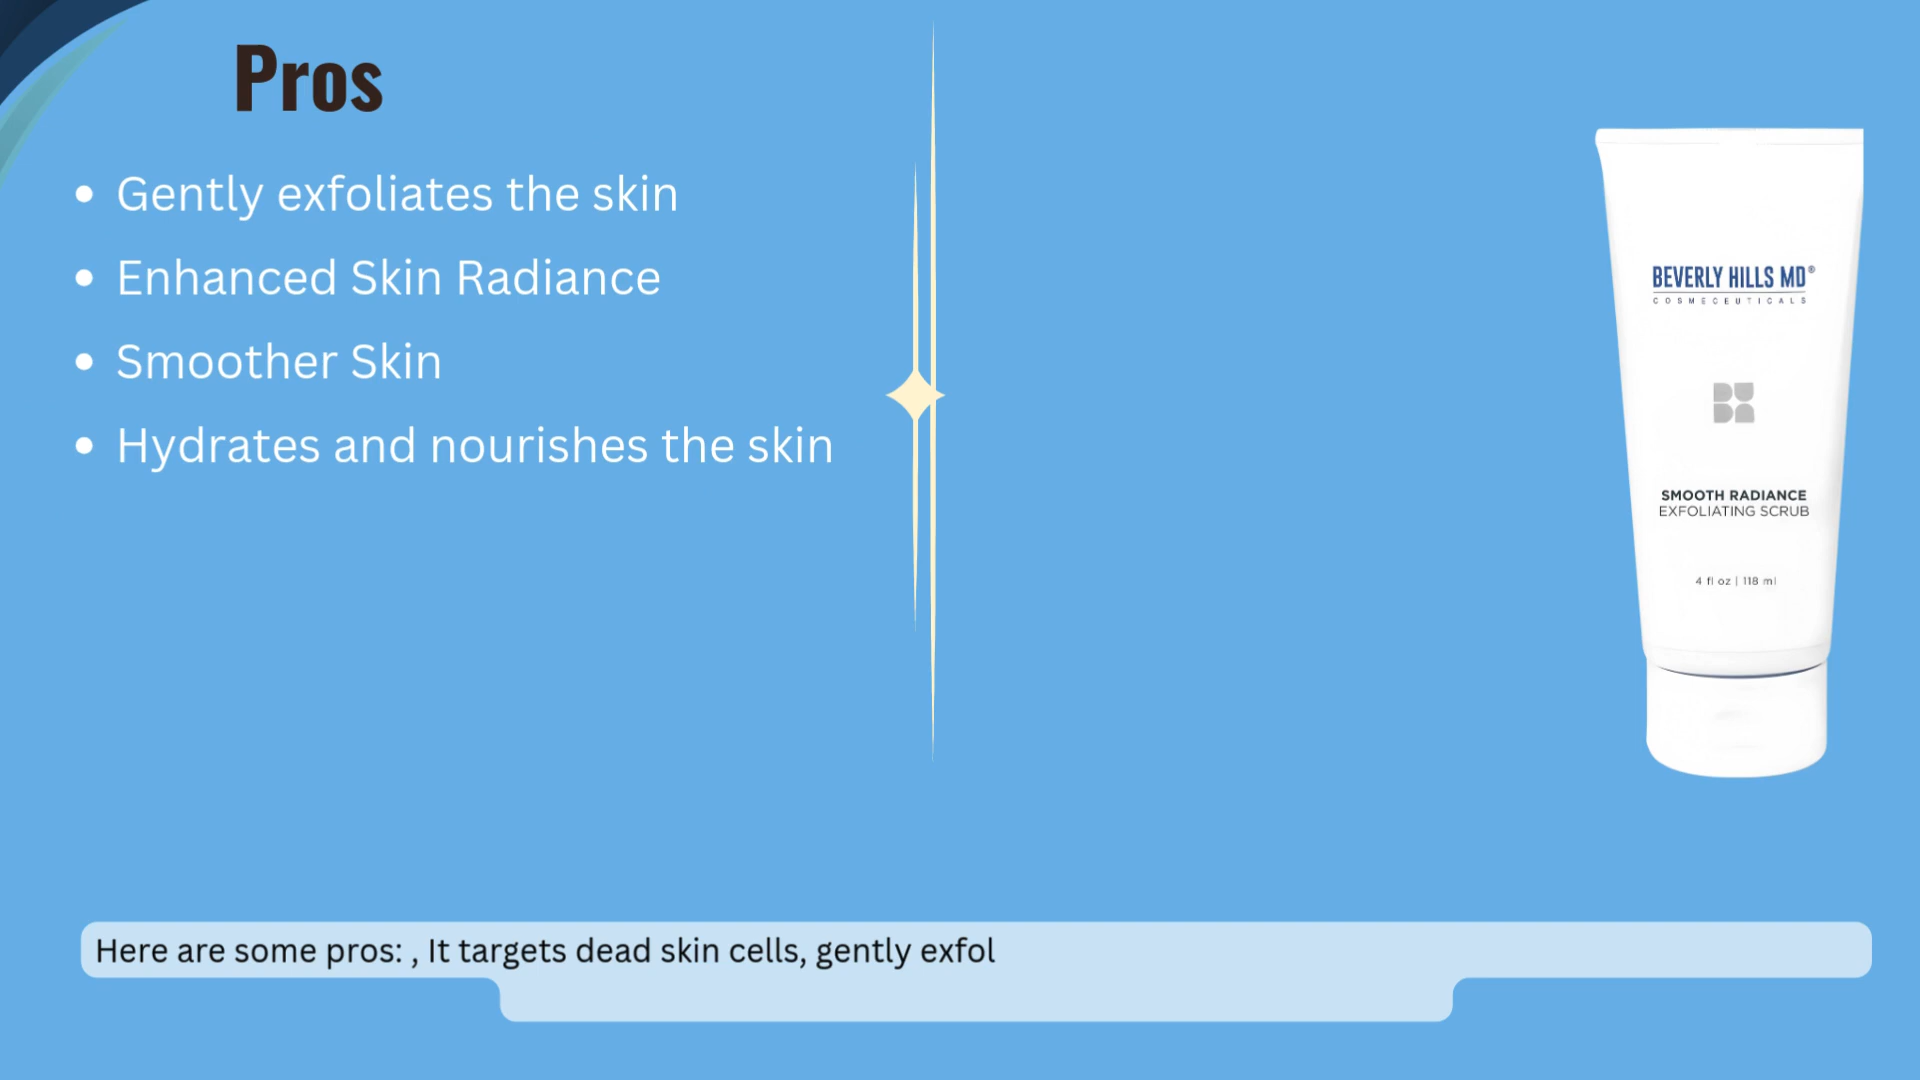 Pros
Gently exfoliates the skin
Enhanced Skin Radiance
Smoother Skin
Hydrates and nourishes the skin
BEVERLY HILLS MD®
COSMECEUTICALS
SMOOTH RADIANCE
EXFOLIATING SCRUB
4 fl oz | 118 ml
Here are some pros: , It targets dead skin cells, gently exfol